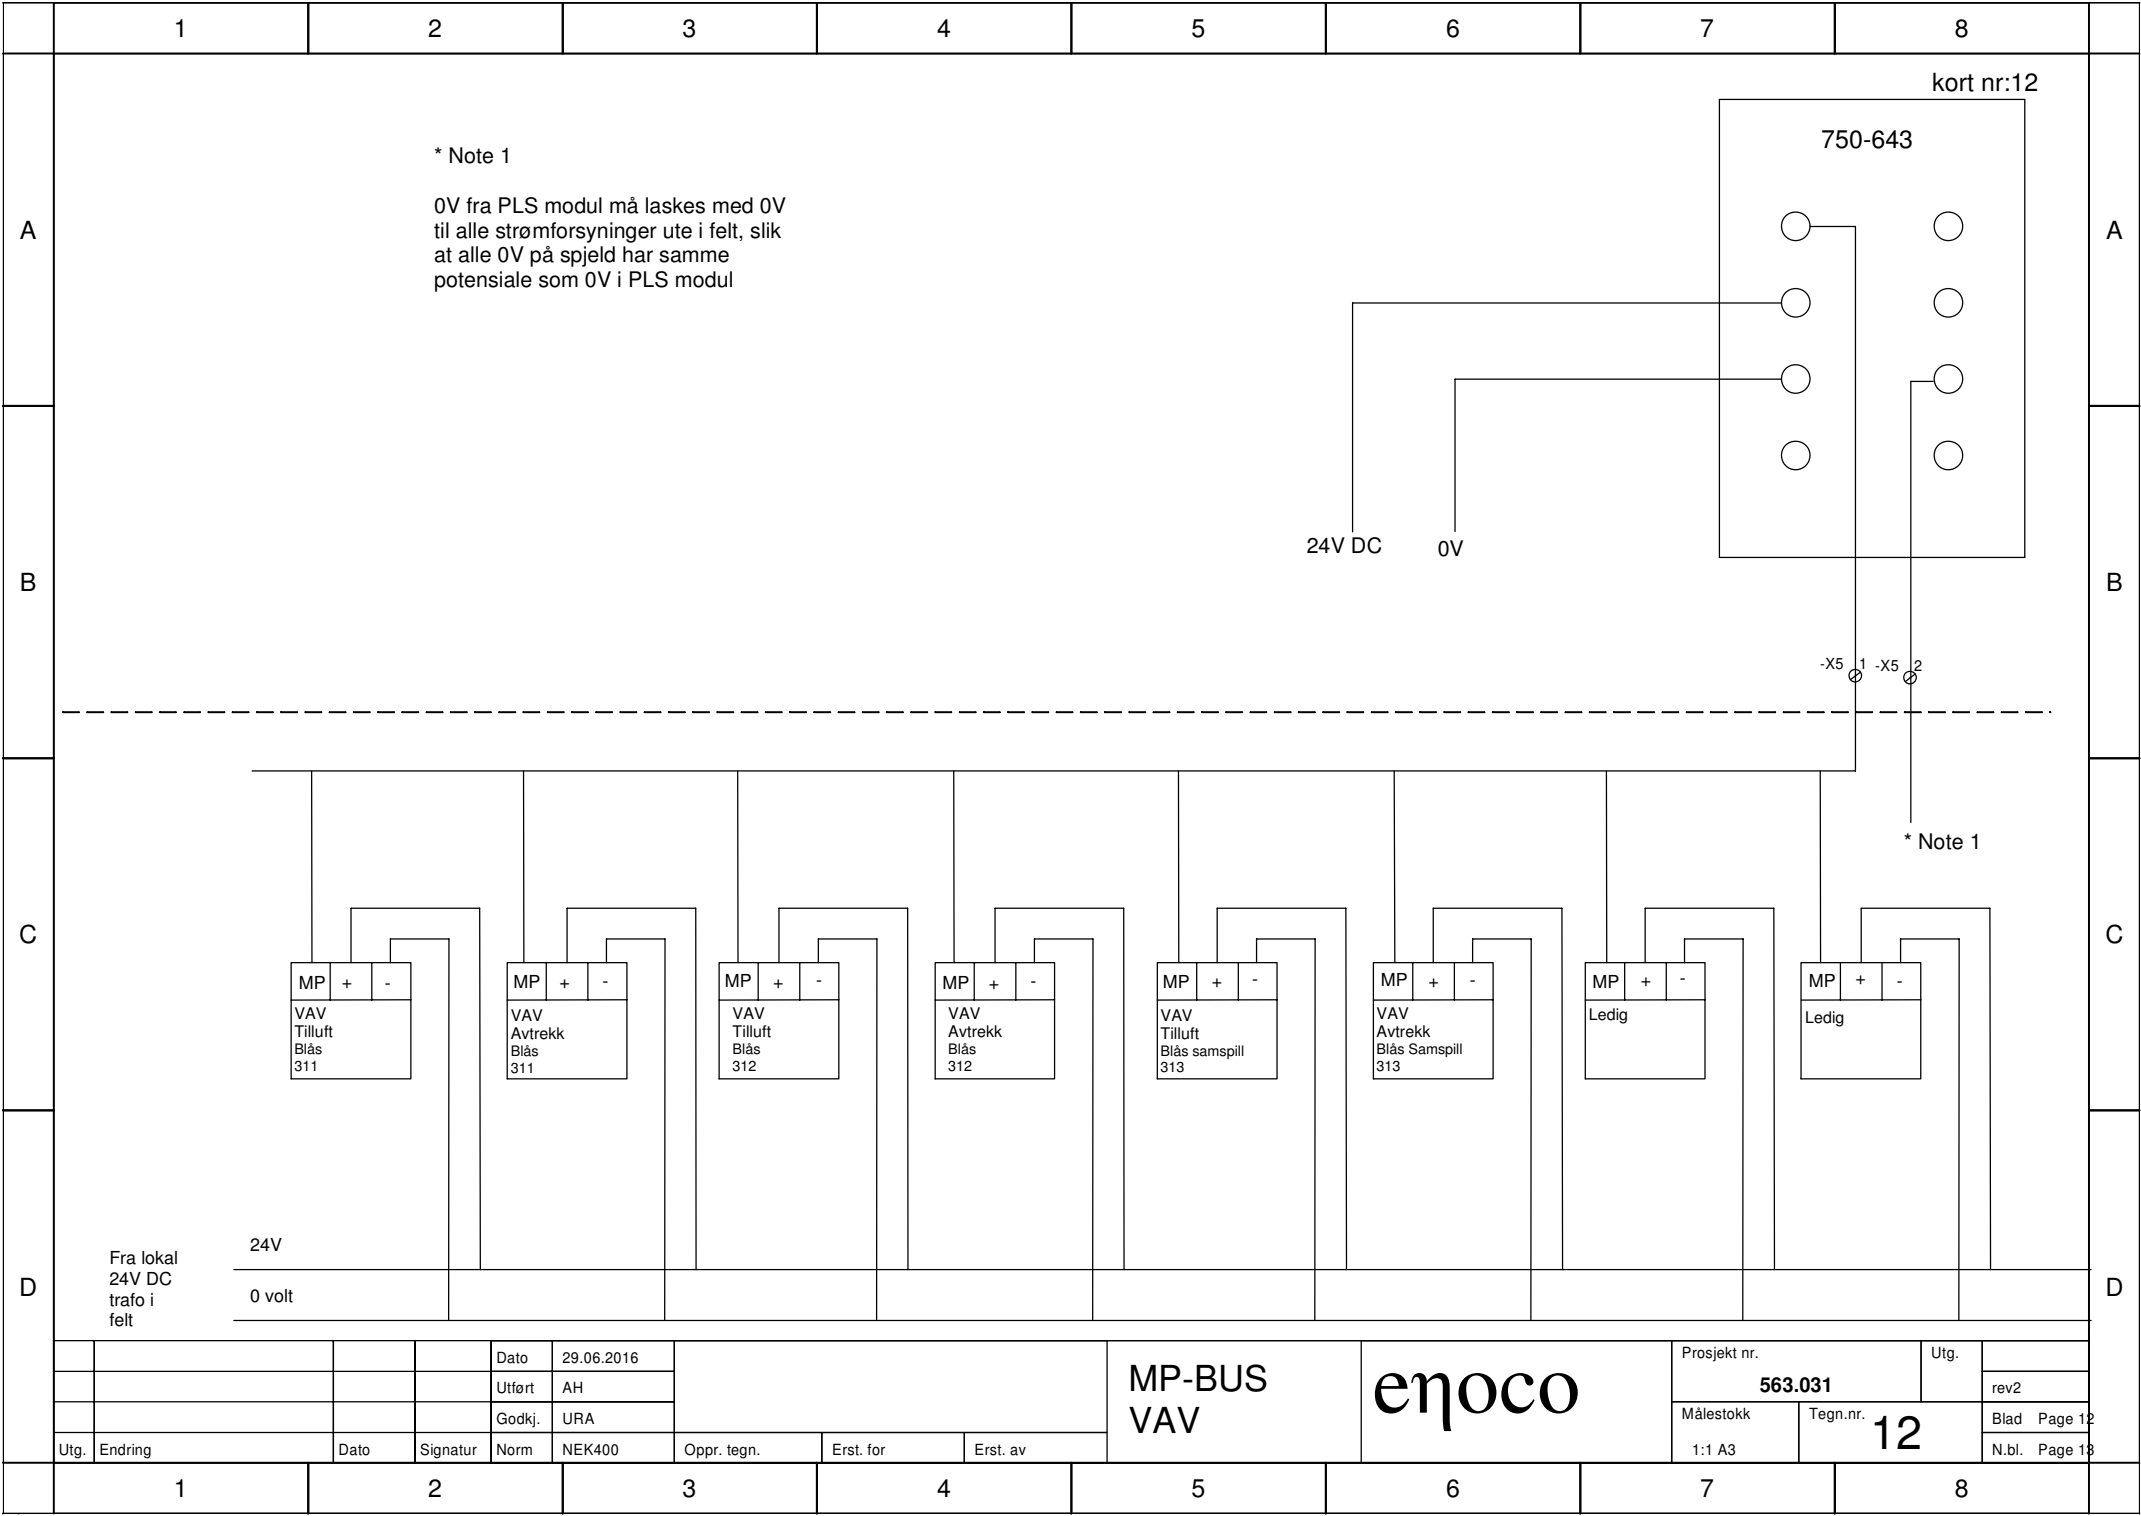 1 2 3 4 5 6 7 8
kort nr:12
750-643
* Note 1
0V fra PLS modul må laskes med 0V
til alle strømforsyninger ute i felt, slik
at alle 0V på spjeld har samme
potensiale som 0V i PLS modul
A
A
24V DC
0V
B
B
-X5
1
-X5
2
* Note 1
C
C
MP + -
VAV
Tilluft
Blås
311
MP + -
VAV
Avtrekk
Blås
311
MP + -
VAV
Tilluft
Blås
312
MP + -
VAV
Avtrekk
Blås
312
MP + -
VAV
Tilluft
Blås samspill
313
MP + -
VAV
Avtrekk
Blås Samspill
313
MP + -
Ledig
MP + -
Ledig
D
D
Fra lokal
24V DC
trafo i
felt
24V
0 volt
Dato 29.06.2016
Utført AH
Godkj. URA
Utg. Endring Dato Signatur Norm NEK400 Oppr. tegn. Erst. for Erst. av
MP-BUS
VAV
enoco
Prosjekt nr.
563.031
Utg.
rev2
Målestokk
1:1 A3
Tegn.nr.
12
Blad Page 12
N.bl. Page 13
1 2 3 4 5 6 7 8